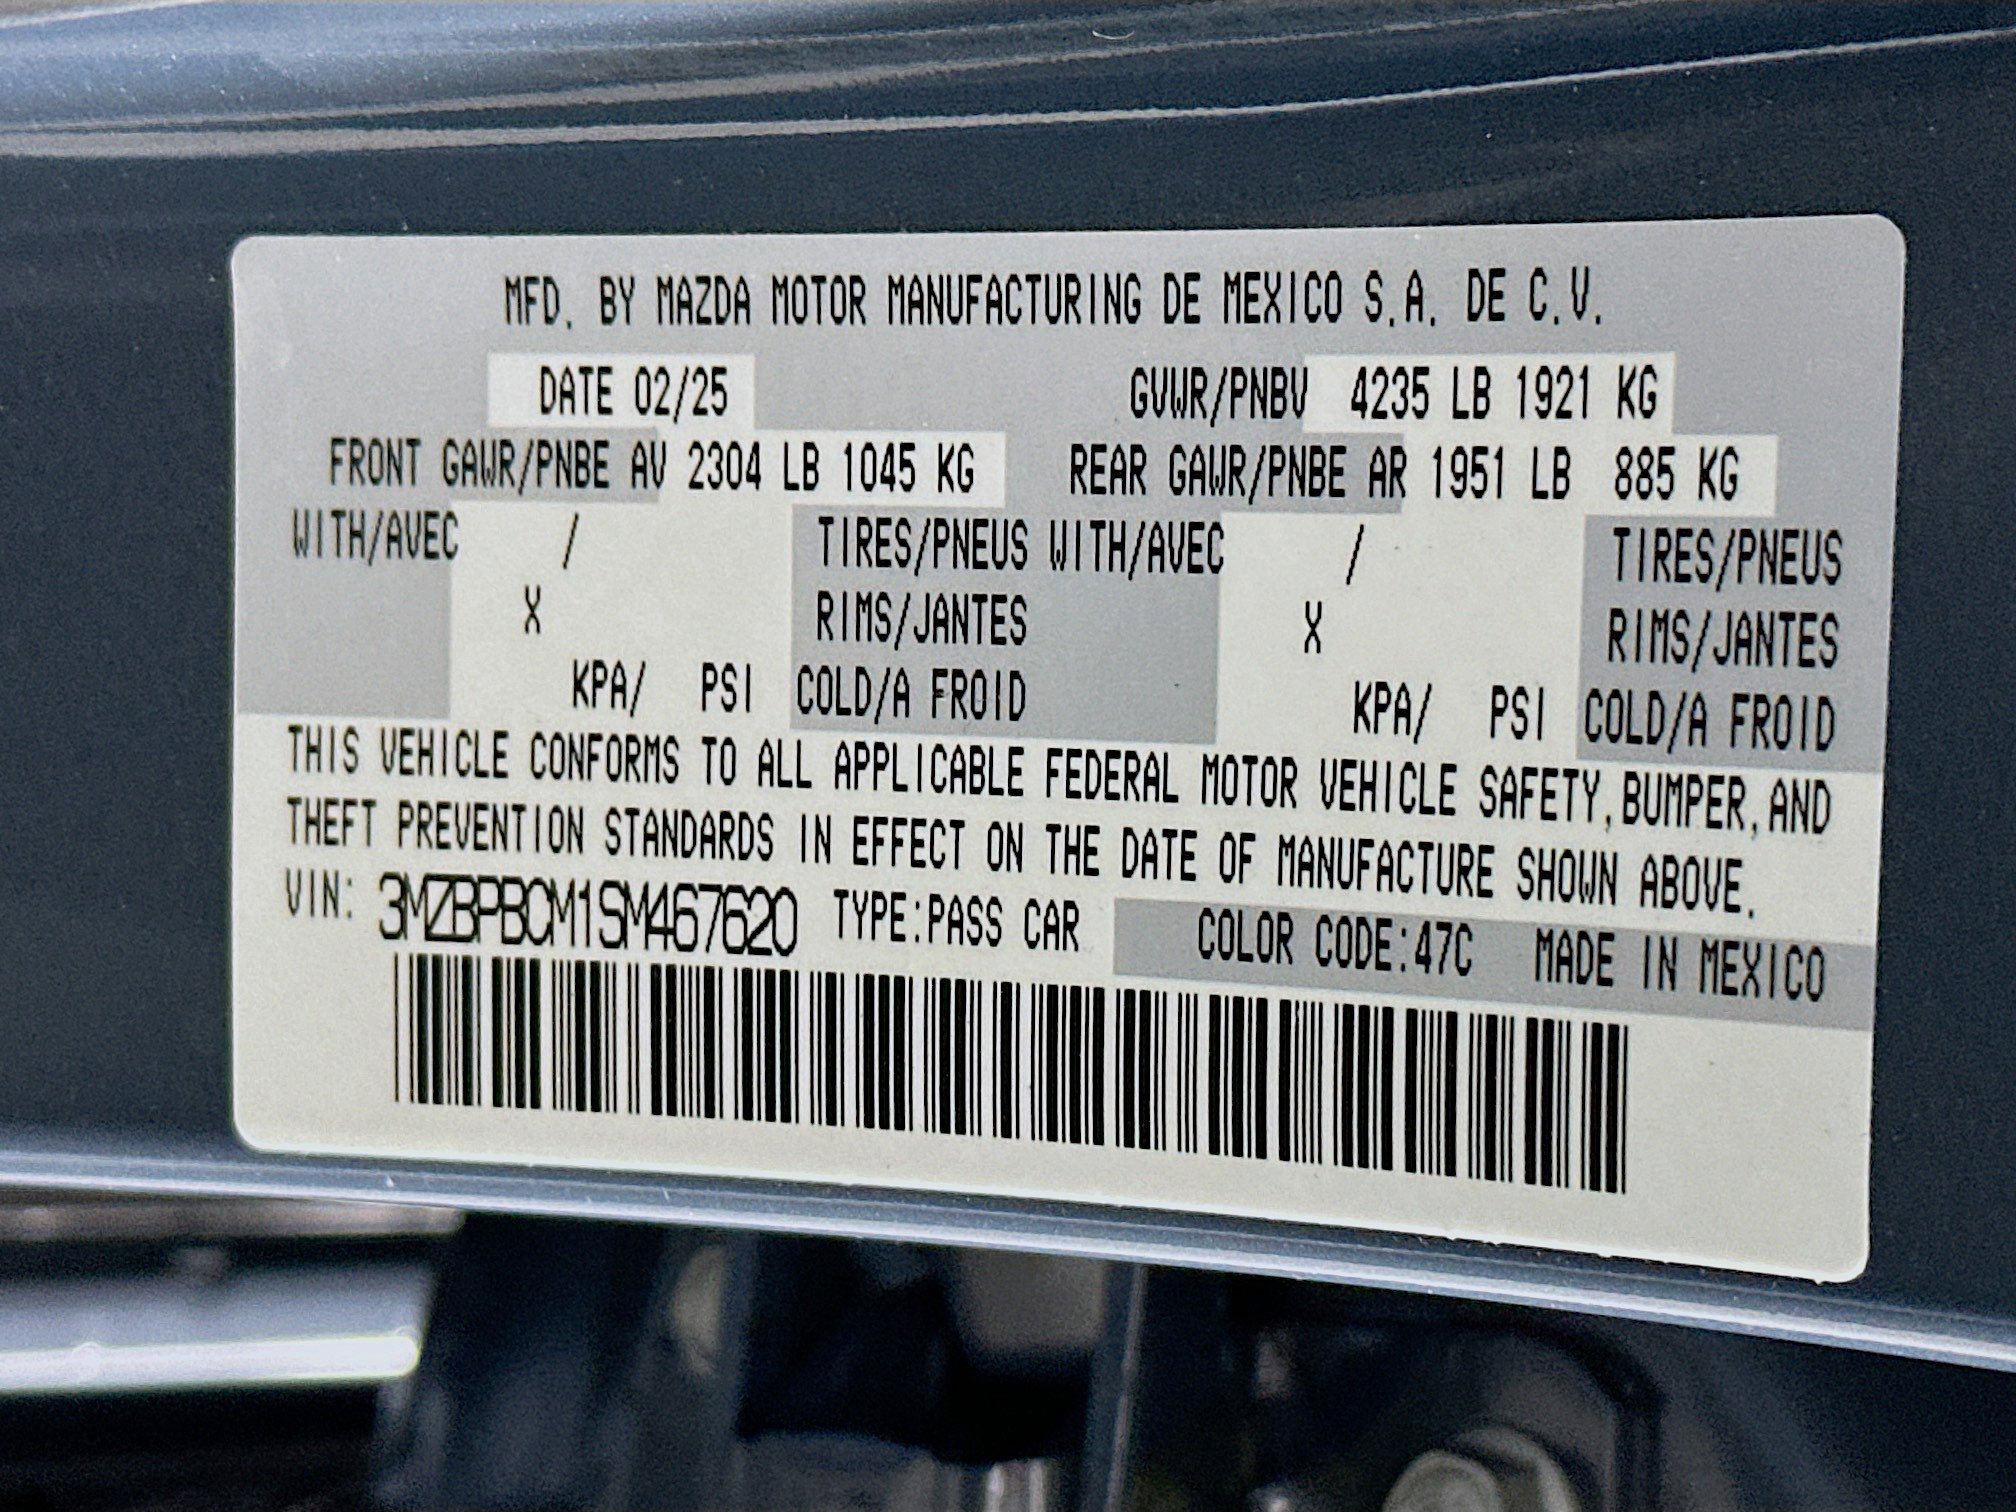 MFD. BY MAZDA MOTOR MANUFACTURING DE MEXICO S.A. DE C.V.
DATE 02/25 GVWR/PNBV 4235 LB 1921 KG
FRONT GAWR/PNBE AV 2304 LB 1045 KG REAR GAWR/PNBE AR 1951 LB 885 KG
WITH/AVEC / TIRES/PNEUS WITH/AVEC / TIRES/PNEUS
X RIMS/JANTES X RIMS/JANTES
KPA/ PSI COLD/A FROID KPA/ PSI COLD/A FROID
THIS VEHICLE CONFORMS TO ALL APPLICABLE FEDERAL MOTOR VEHICLE SAFETY, BUMPER, AND
THEFT PREVENTION STANDARDS IN EFFECT ON THE DATE OF MANUFACTURE SHOWN ABOVE.
VIN: 3MZBPBCM1SM467620 TYPE:PASS CAR COLOR CODE:47C MADE IN MEXICO